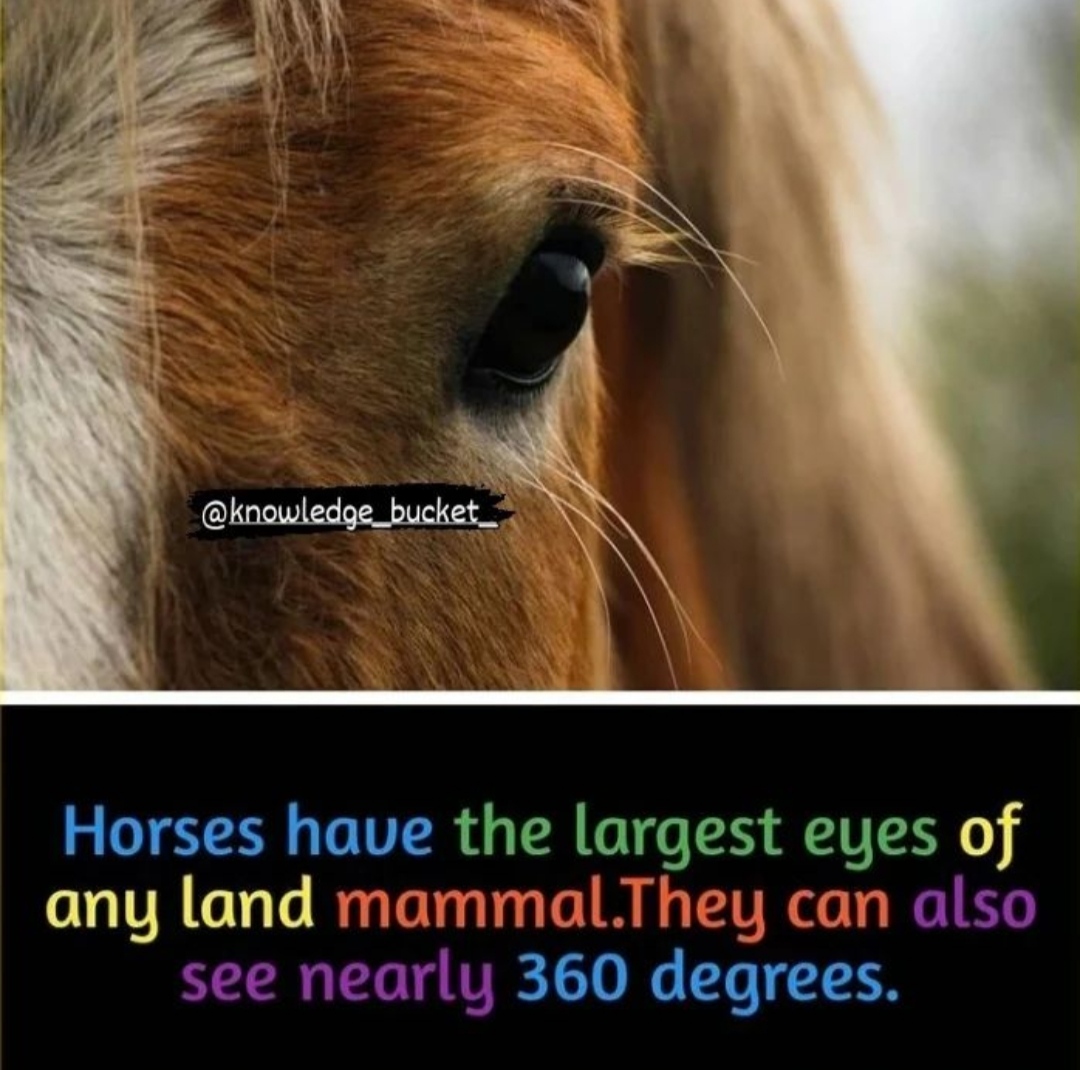 @knowledge_bucket_
Horses have the largest eyes of
any land mammal.They can also
see nearly 360 degrees.